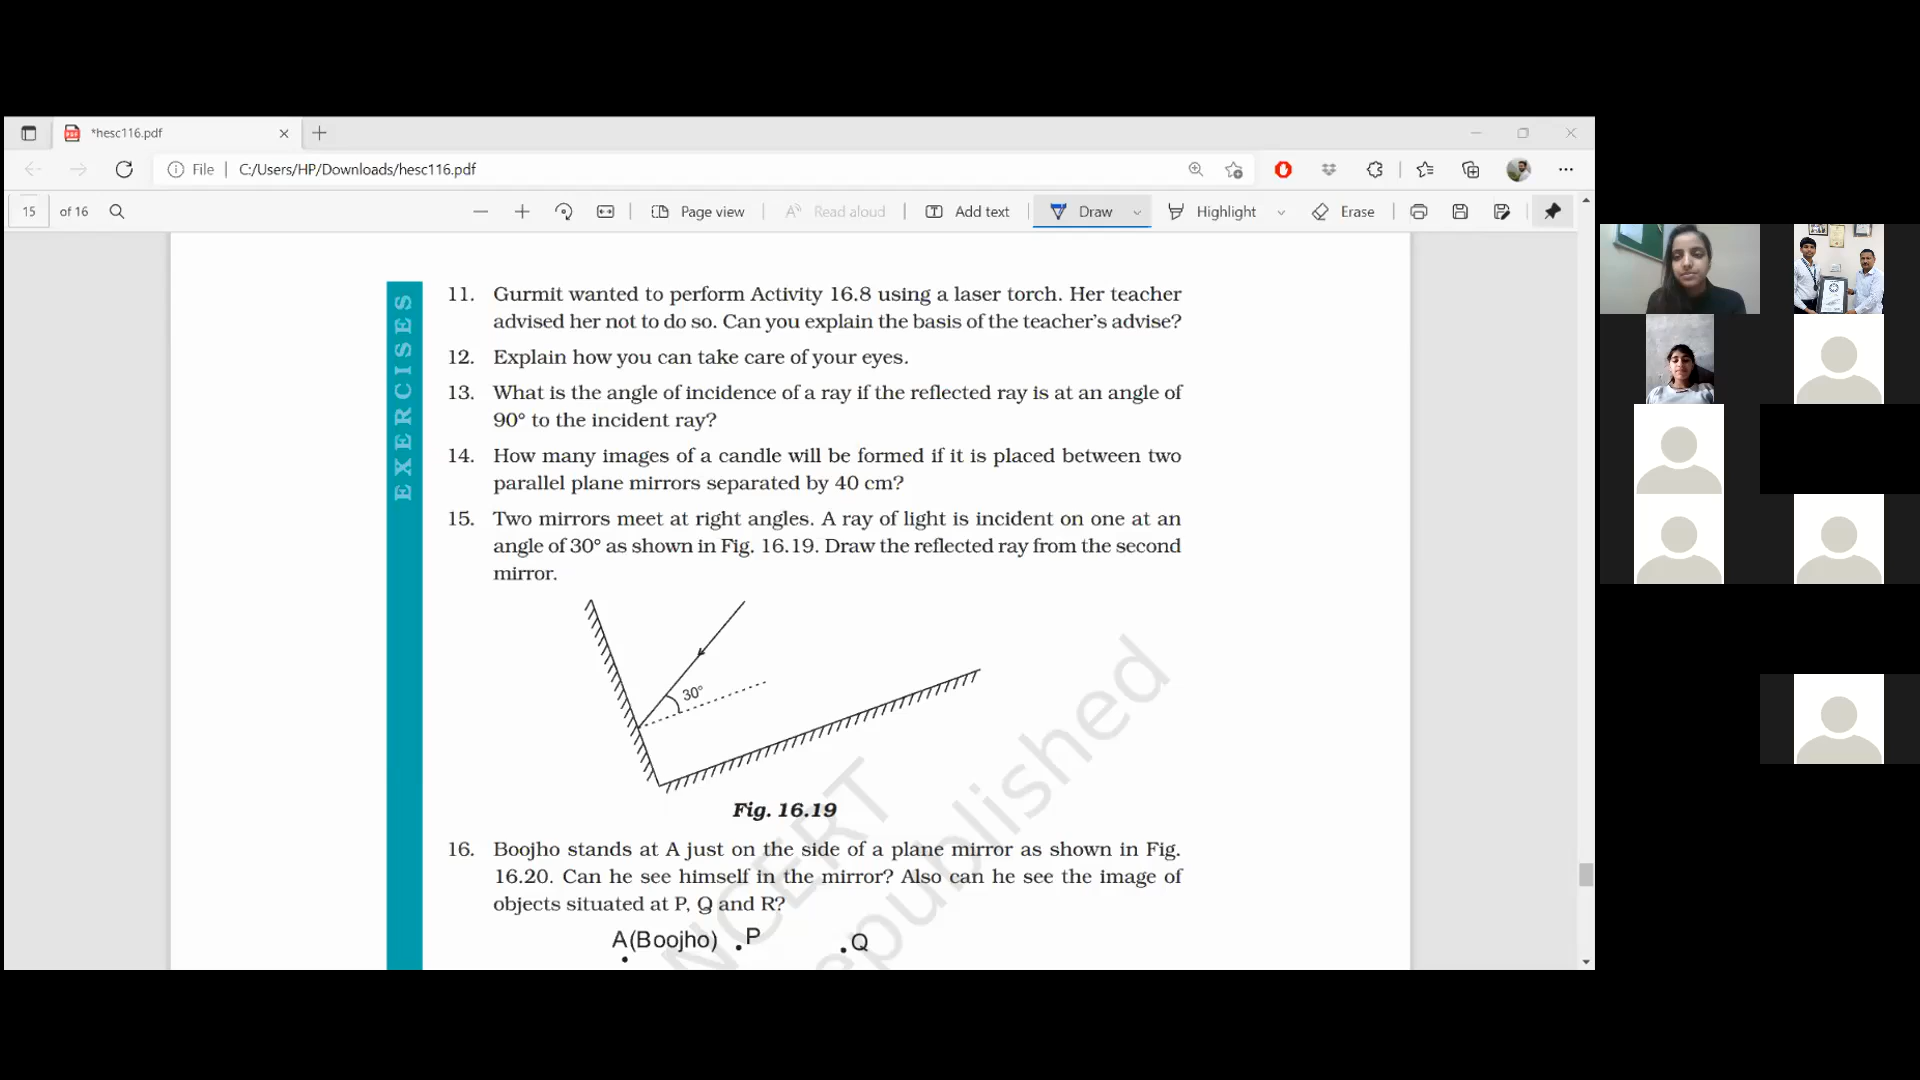 *hesc116.pdf
File
C:/Users/HP/Downloads/hesc116.pdf
15 of 16
Page view
Read aloud
Add text
Draw
Highlight
Erase
EXERCISES
11. Gurmit wanted to perform Activity 16.8 using a laser torch. Her teacher
advised her not to do so. Can you explain the basis of the teacher's advise?
12. Explain how you can take care of your eyes.
13. What is the angle of incidence of a ray if the reflected ray is at an angle of
90° to the incident ray?
14. How many images of a candle will be formed if it is placed between two
parallel plane mirrors separated by 40 cm?
15. Two mirrors meet at right angles. A ray of light is incident on one at an
angle of 30° as shown in Fig. 16.19. Draw the reflected ray from the second
mirror.
30°
Fig. 16.19
16. Boojho stands at A just on the side of a plane mirror as shown in Fig.
16.20. Can he see himself in the mirror? Also can he see the image of
objects situated at P, Q and R?
A(Boojho) P Q
NCERT
republished